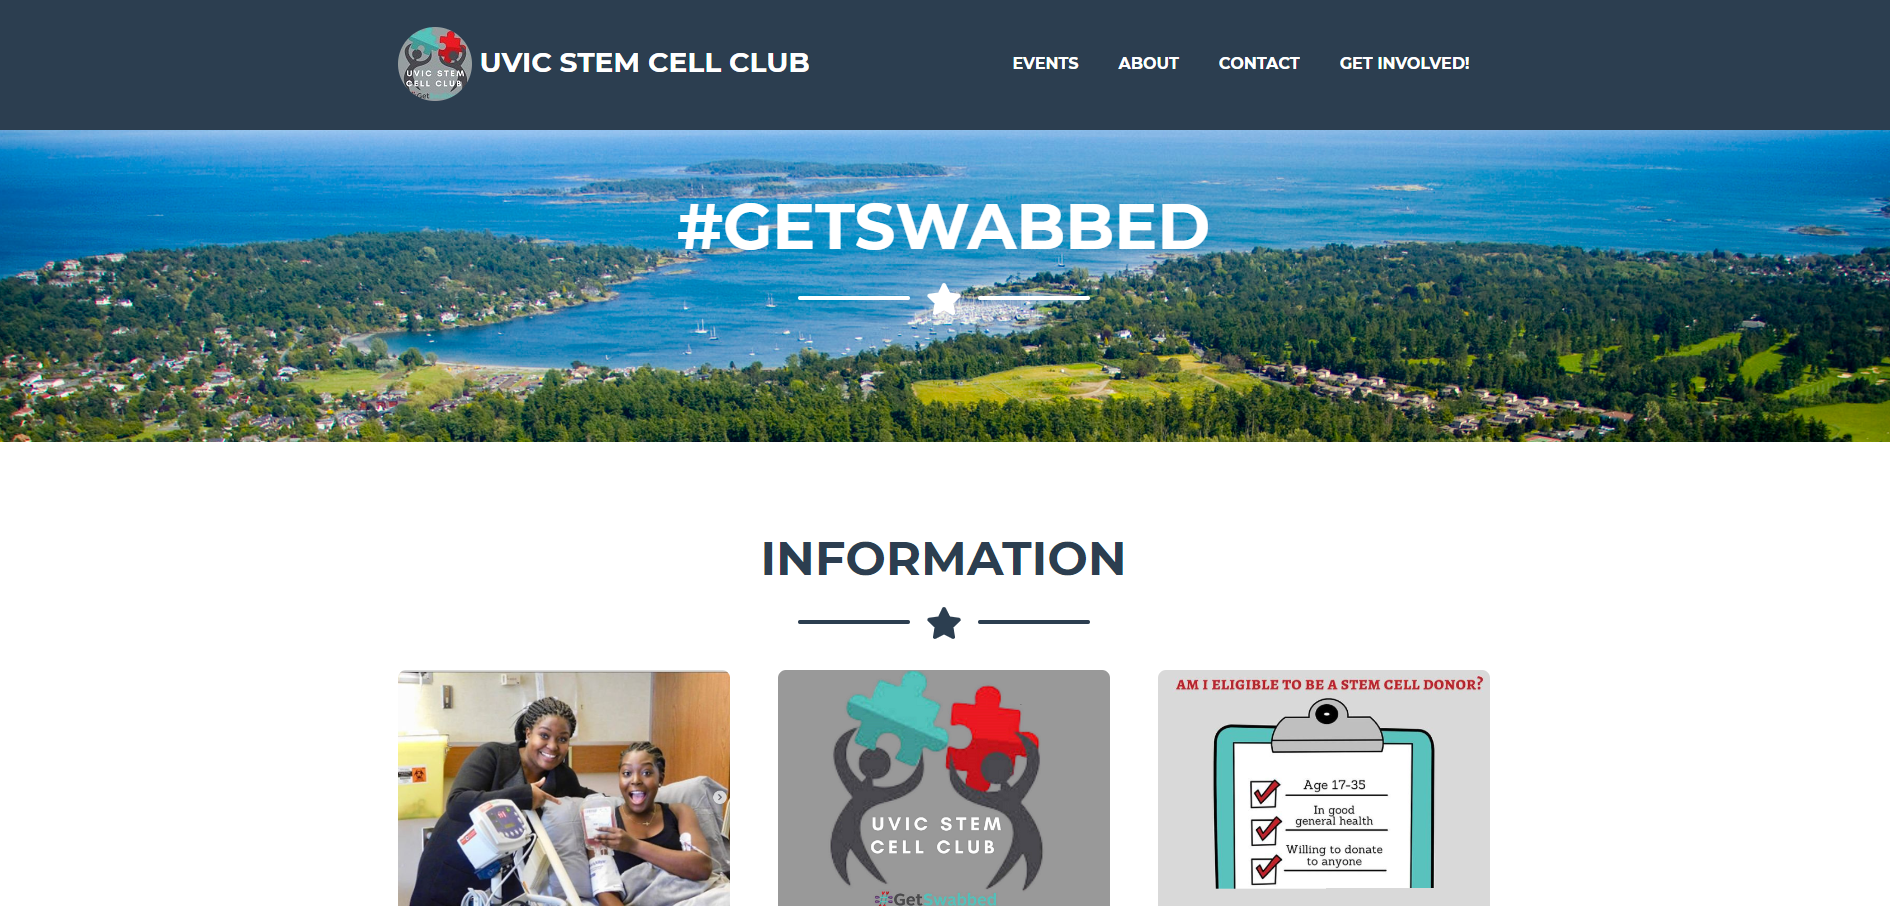 UVIC STEM
CELL CLUB
#Get
UVIC STEM CELL CLUB
EVENTS
ABOUT
CONTACT
GET INVOLVED!
#GETSWABBED
INFORMATION
UVIC STEM
CELL CLUB
#GetSwabbed
AM I ELIGIBLE TO BE A STEM CELL DONOR?
Age 17-35
In good
general health
Willing to donate
to anyone